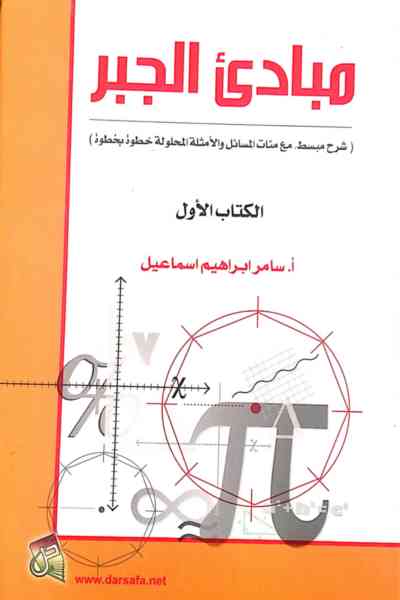 مبادئ الجبر
( شرح مبسط، مع مئات المسائل والأمثلة المحلولة خطوة بخطوة )
الكتاب الأول
أ. سامر ابراهيم اسماعيل
γ
%
χ
π
∞
www.darsafa.net